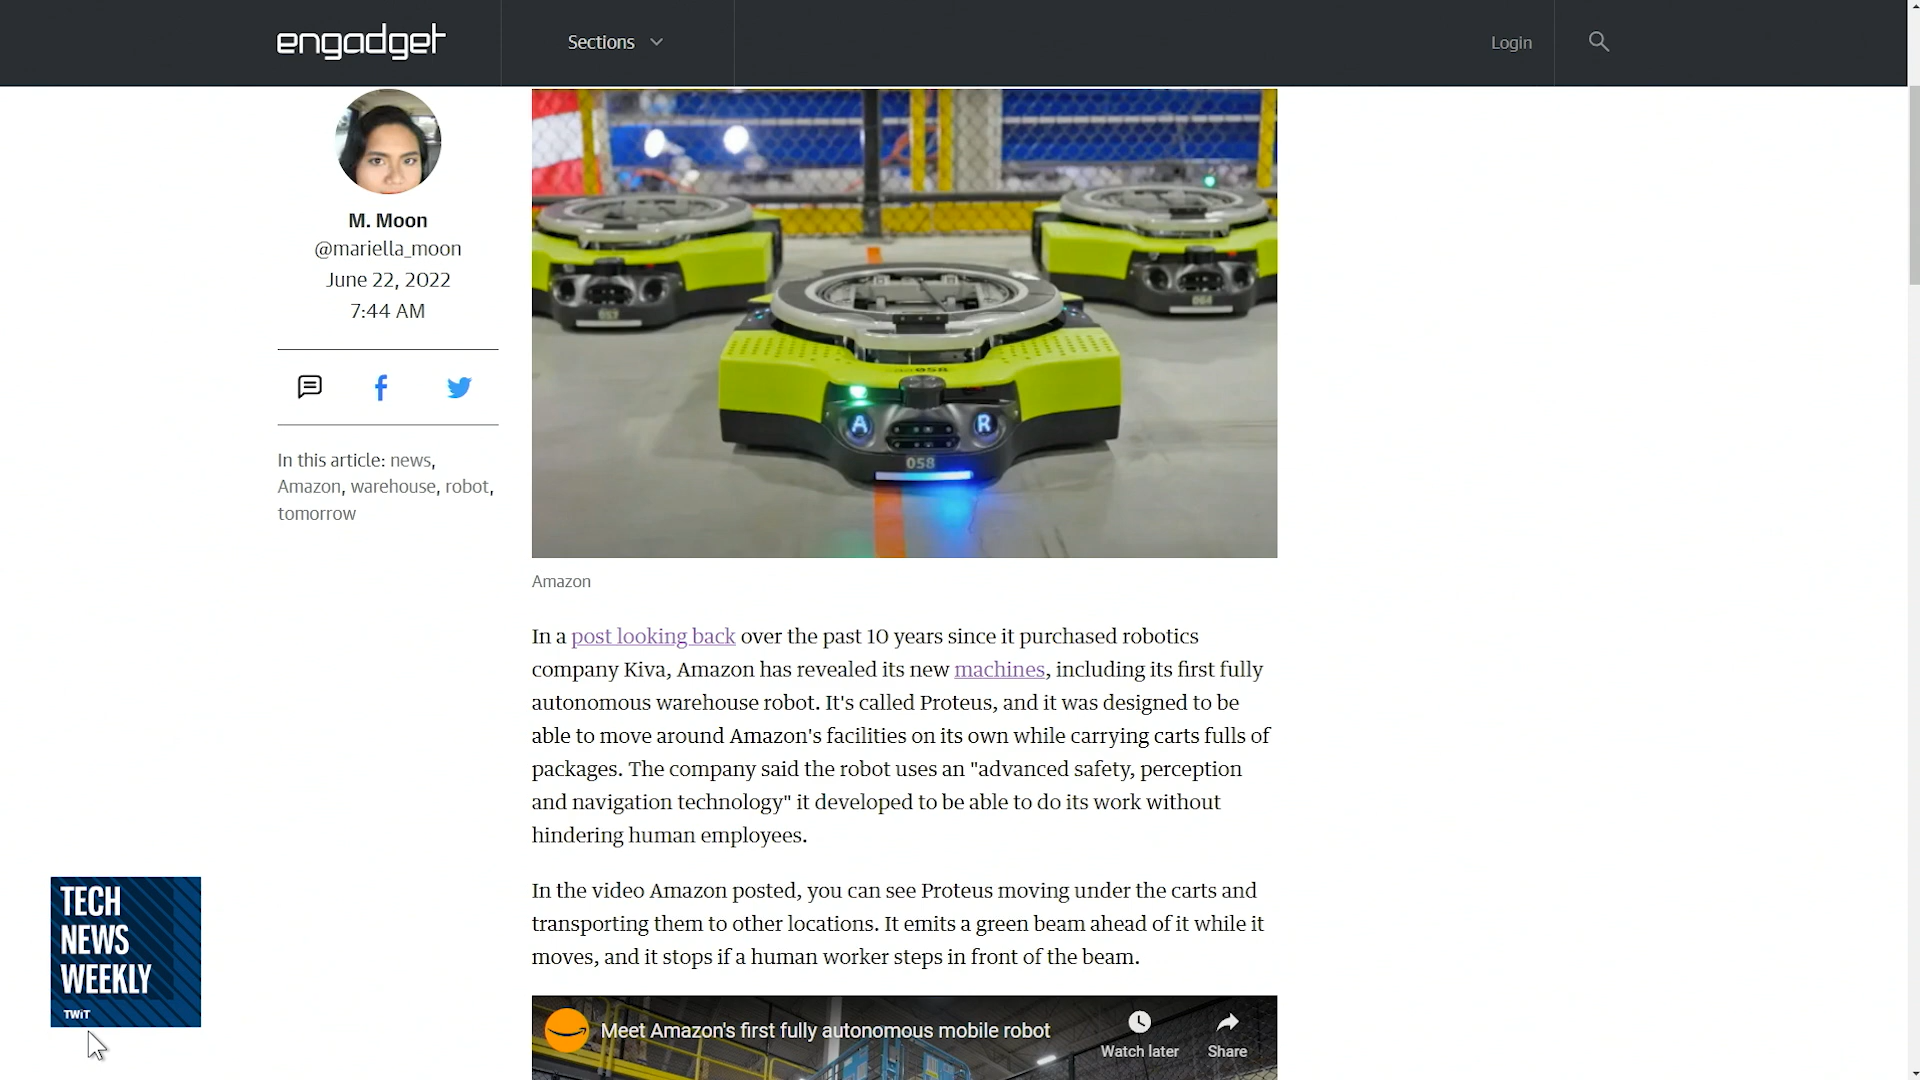 engadget
Sections
Login
M. Moon
@mariella_moon
June 22, 2022
7:44 AM
In this article: news,
Amazon, warehouse, robot,
tomorrow
057
064
058
A
R
058
Amazon
In a post looking back over the past 10 years since it purchased robotics
company Kiva, Amazon has revealed its new machines, including its first fully
autonomous warehouse robot. It's called Proteus, and it was designed to be
able to move around Amazon's facilities on its own while carrying carts fulls of
packages. The company said the robot uses an "advanced safety, perception
and navigation technology" it developed to be able to do its work without
hindering human employees.
In the video Amazon posted, you can see Proteus moving under the carts and
transporting them to other locations. It emits a green beam ahead of it while it
moves, and it stops if a human worker steps in front of the beam.
Meet Amazon's first fully autonomous mobile robot
Watch later
Share
TECH
NEWS
WEEKLY
TWiT